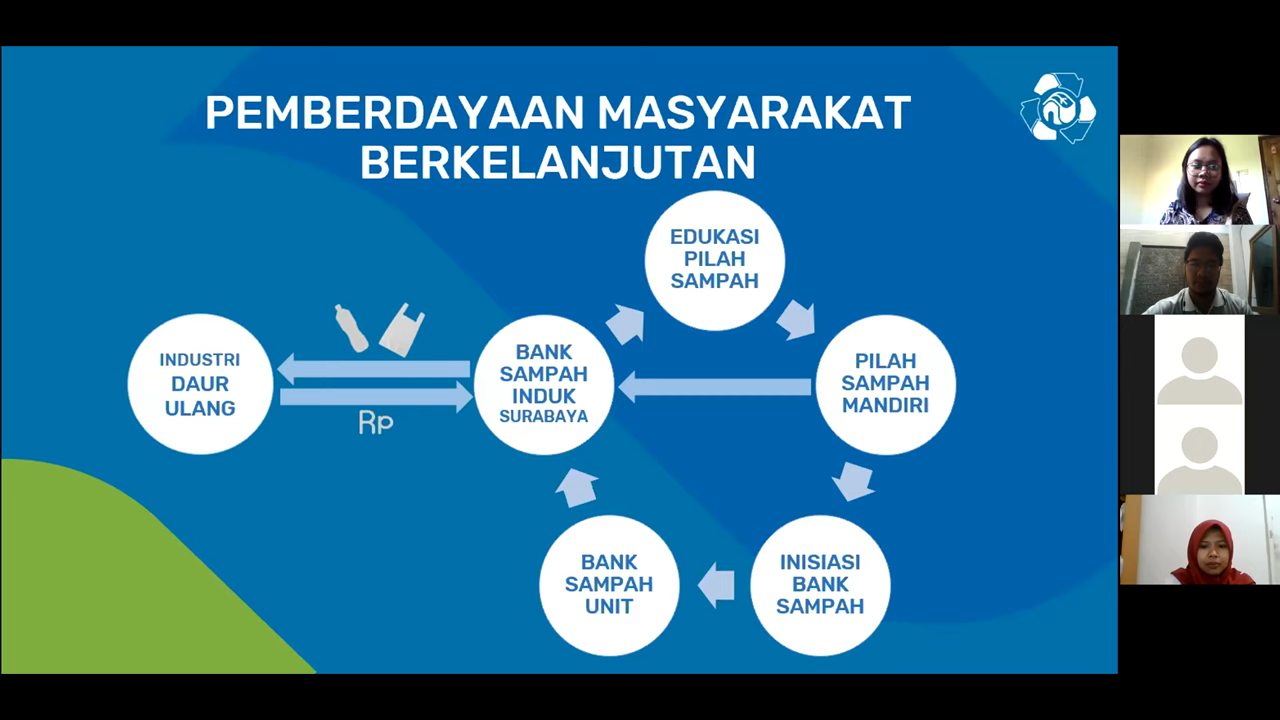 PEMBERDAYAAN MASYARAKAT
BERKELANJUTAN
EDUKASI
PILAH
SAMPAH
INDUSTRI
DAUR
ULANG
Rp
BANK
SAMPAH
INDUK
SURABAYA
PILAH
SAMPAH
MANDIRI
BANK
SAMPAH
UNIT
INISIASI
BANK
SAMPAH